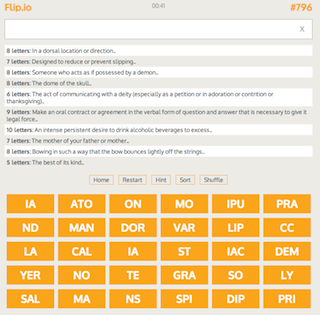 Flip.io 00:41 #796
x
8 letters: In a dorsal location or direction..
7 letters: Designed to reduce or prevent slipping..
8 letters: Someone who acts as if possessed by a demon..
8 letters: The dome of the skull..
6 letters: The act of communicating with a deity (especially as a petition or in adoration or contrition or
thanksgiving)..
9 letters: Make an oral contract or agreement in the verbal form of question and answer that is necessary to give it
legal force..
10 letters: An intense persistent desire to drink alcoholic beverages to excess..
7 letters: The mother of your father or mother..
8 letters: Bowing in such a way that the bow bounces lightly off the strings..
5 letters: The best of its kind..
Home Restart Hint Sort Shuffle
IA ATO ON MO IPU PRA
ND MAN DOR VAR LIP CC
LA CAL IA ST IAC DEM
YER NO TE GRA SO LY
SAL MA NS SPI DIP PRI